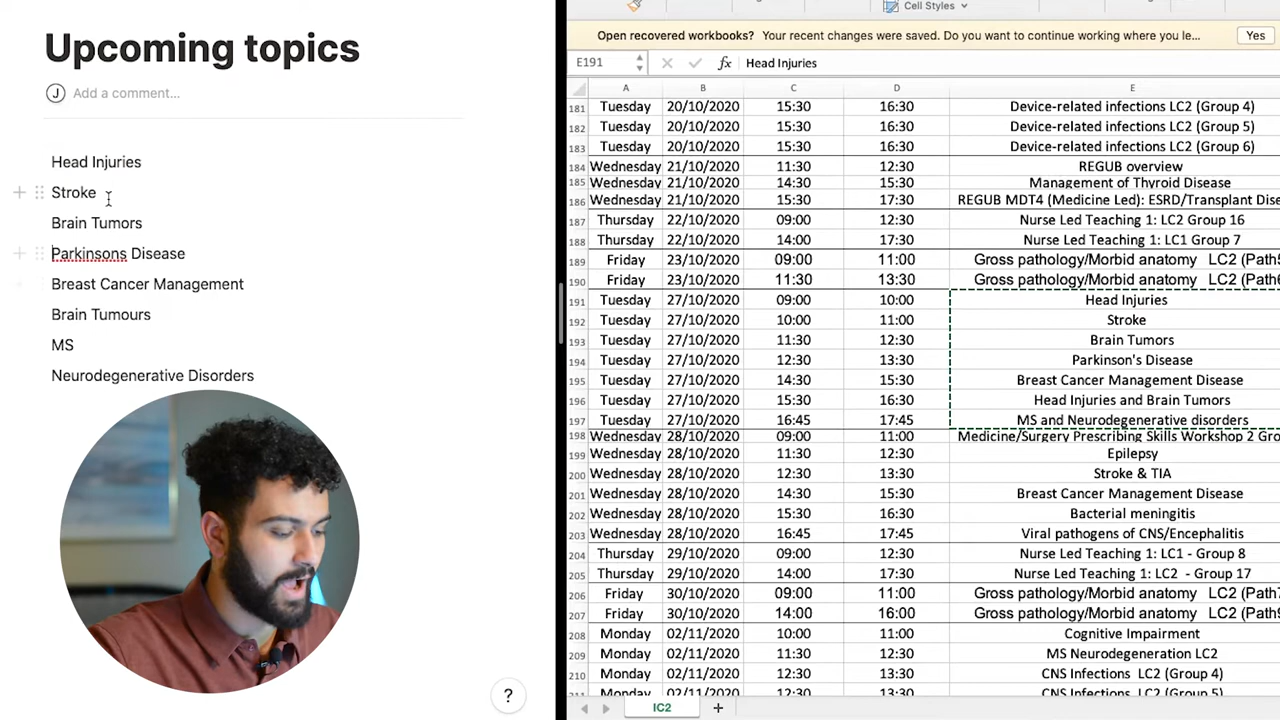 Upcoming topics
J Add a comment...
Head Injuries
Stroke
Brain Tumors
Parkinsons Disease
Breast Cancer Management
Brain Tumours
MS
Neurodegenerative Disorders
?
Cell Styles
Open recovered workbooks? Your recent changes were saved. Do you want to continue working where you le... Yes
E191 fx Head Injuries
A B C D E
181 Tuesday 20/10/2020 15:30 16:30 Device-related infections LC2 (Group 4)
182 Tuesday 20/10/2020 15:30 16:30 Device-related infections LC2 (Group 5)
183 Tuesday 20/10/2020 15:30 16:30 Device-related infections LC2 (Group 6)
184 Wednesday 21/10/2020 11:30 12:30 REGUB overview
185 Wednesday 21/10/2020 14:30 15:30 Management of Thyroid Disease
186 Wednesday 21/10/2020 15:30 17:30 REGUB MDT4 (Medicine Led): ESRD/Transplant Dise
187 Thursday 22/10/2020 09:00 12:30 Nurse Led Teaching 1: LC2 Group 16
188 Thursday 22/10/2020 14:00 17:30 Nurse Led Teaching 1: LC1 Group 7
189 Friday 23/10/2020 09:00 11:00 Gross pathology/Morbid anatomy LC2 (Path5
190 Friday 23/10/2020 11:30 13:30 Gross pathology/Morbid anatomy LC2 (Path6
191 Tuesday 27/10/2020 09:00 10:00 Head Injuries
192 Tuesday 27/10/2020 10:00 11:00 Stroke
193 Tuesday 27/10/2020 11:30 12:30 Brain Tumors
194 Tuesday 27/10/2020 12:30 13:30 Parkinson's Disease
195 Tuesday 27/10/2020 14:30 15:30 Breast Cancer Management Disease
196 Tuesday 27/10/2020 15:30 16:30 Head Injuries and Brain Tumors
197 Tuesday 27/10/2020 16:45 17:45 MS and Neurodegenerative disorders
198 Wednesday 28/10/2020 09:00 11:00 Medicine/Surgery Prescribing Skills Workshop 2 Gro
199 Wednesday 28/10/2020 11:30 12:30 Epilepsy
200 Wednesday 28/10/2020 12:30 13:30 Stroke & TIA
201 Wednesday 28/10/2020 14:30 15:30 Breast Cancer Management Disease
202 Wednesday 28/10/2020 15:30 16:30 Bacterial meningitis
203 Wednesday 28/10/2020 16:45 17:45 Viral pathogens of CNS/Encephalitis
204 Thursday 29/10/2020 09:00 12:30 Nurse Led Teaching 1: LC1 - Group 8
205 Thursday 29/10/2020 14:00 17:30 Nurse Led Teaching 1: LC2 - Group 17
206 Friday 30/10/2020 09:00 11:00 Gross pathology/Morbid anatomy LC2 (Path7
207 Friday 30/10/2020 14:00 16:00 Gross pathology/Morbid anatomy LC2 (Path
208 Monday 02/11/2020 10:00 11:00 Cognitive Impairment
209 Monday 02/11/2020 11:30 12:30 MS Neurodegeneration LC2
210 Monday 02/11/2020 12:30 13:30 CNS Infections LC2 (Group 4)
Monday 02/11/2020 12:30 13:30 CNS Infections LC2 (Group 5)
IC2